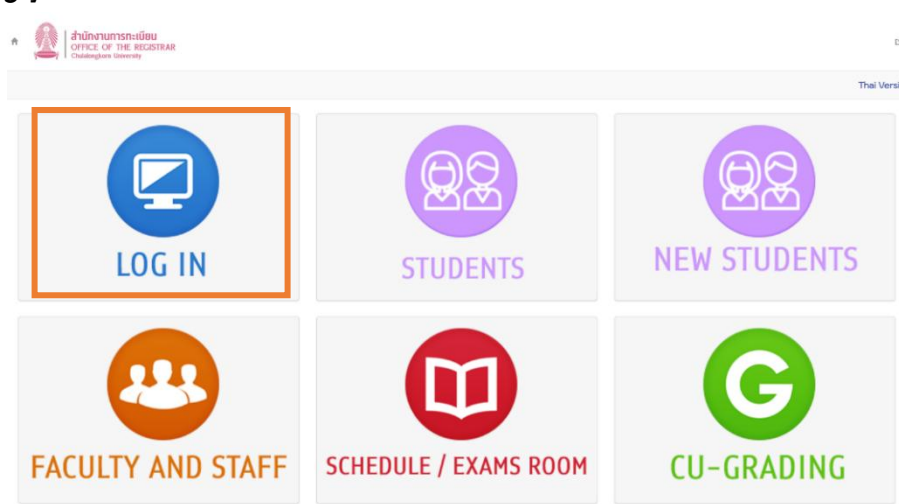 สำนักงานการทะเบียน
OFFICE OF THE REGISTRAR
Chulalongkorn University
Thai Versi
LOG IN
STUDENTS
NEW STUDENTS
G
FACULTY AND STAFF
SCHEDULE / EXAMS ROOM
CU-GRADING